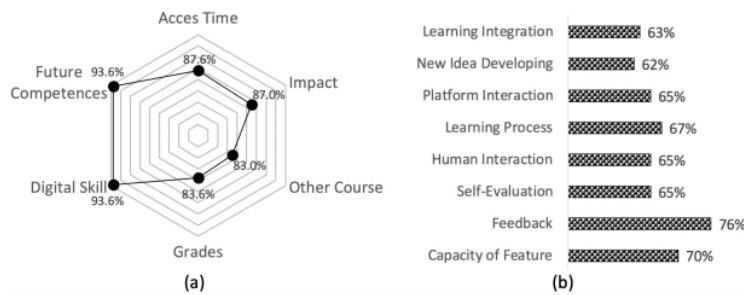 Acces Time
87.6%
Future
Competences
93.6%
Impact
87.0%
Digital Skill
93.6%
83.0%
Other Course
83.6%
Grades
(a)
Learning Integration 63%
New Idea Developing 62%
Platform Interaction 65%
Learning Process 67%
Human Interaction 65%
Self-Evaluation 65%
Feedback 76%
Capacity of Feature 70%
(b)